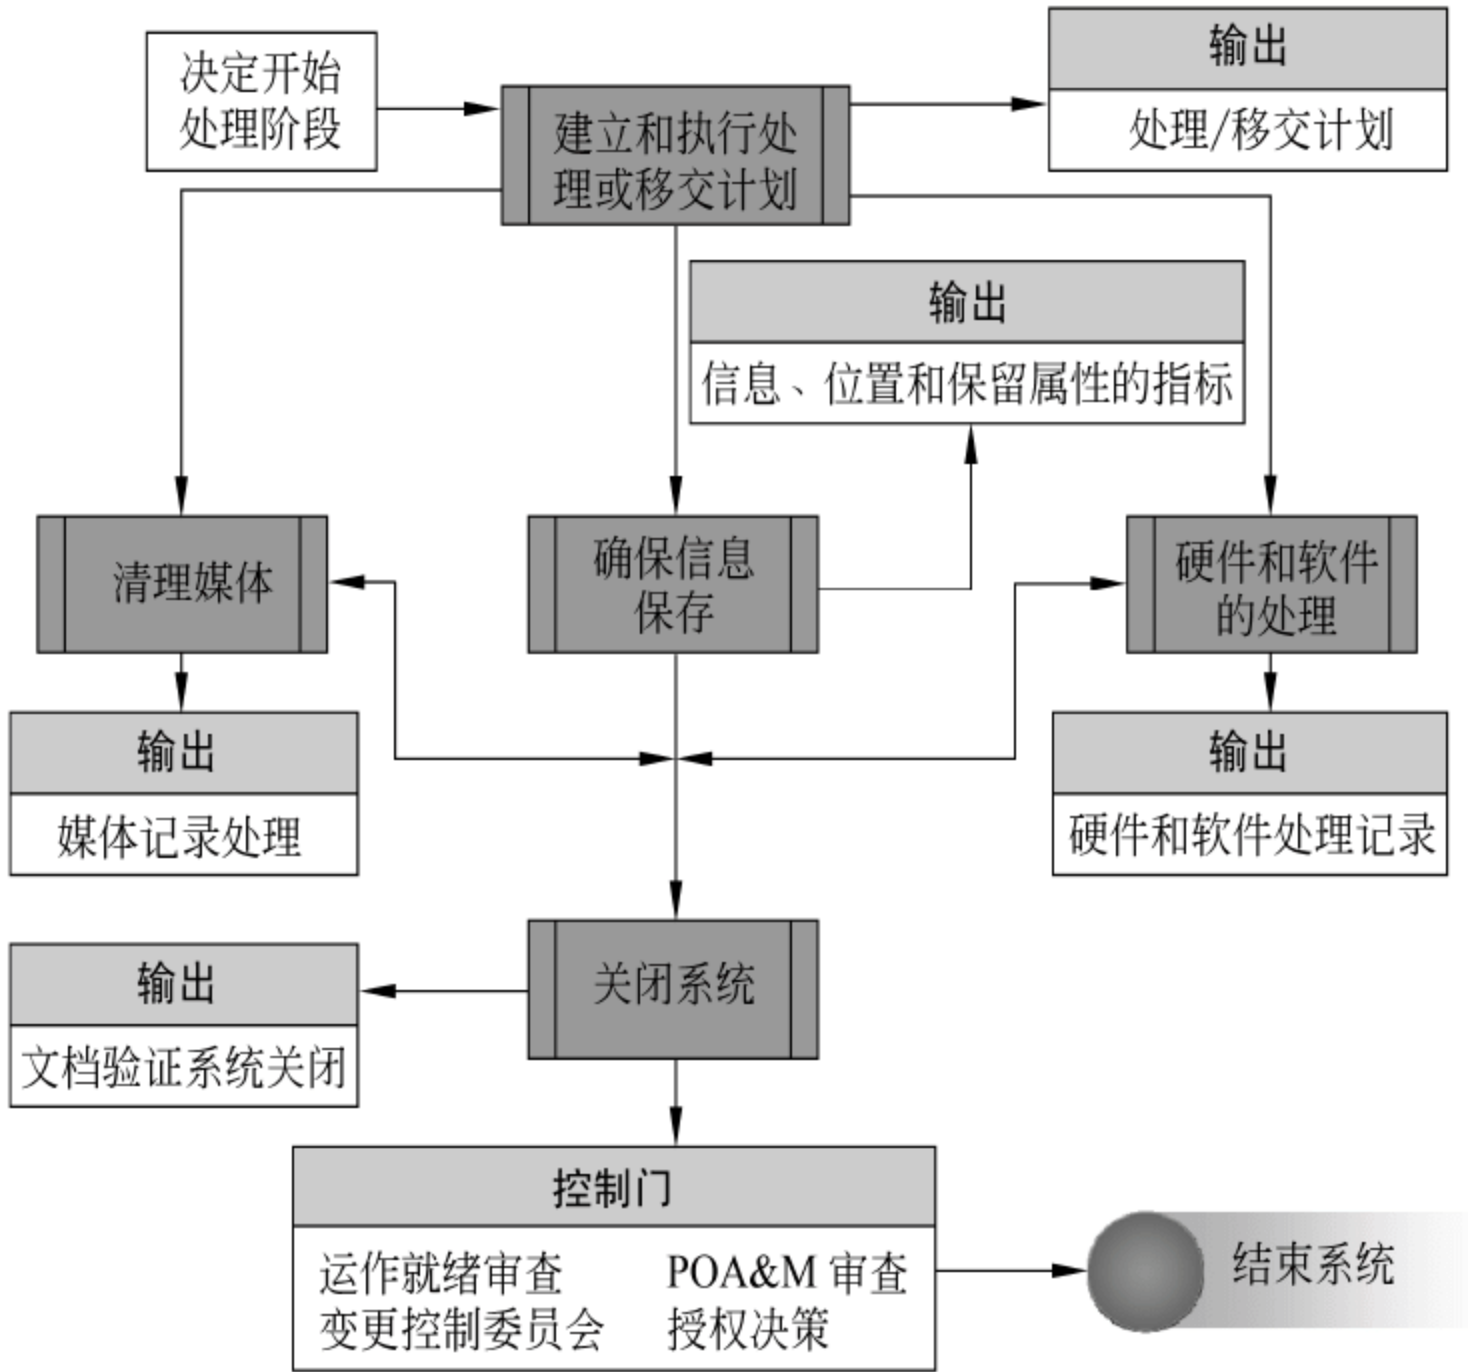 决定开始
处理阶段
建立和执行处
理或移交计划
输出
处理/移交计划
输出
信息、位置和保留属性的指标
清理媒体
确保信息
保存
硬件和软件
的处理
输出
媒体记录处理
输出
硬件和软件处理记录
关闭系统
输出
文档验证系统关闭
控制门
运作就绪审查 POA&M 审查
变更控制委员会 授权决策
结束系统